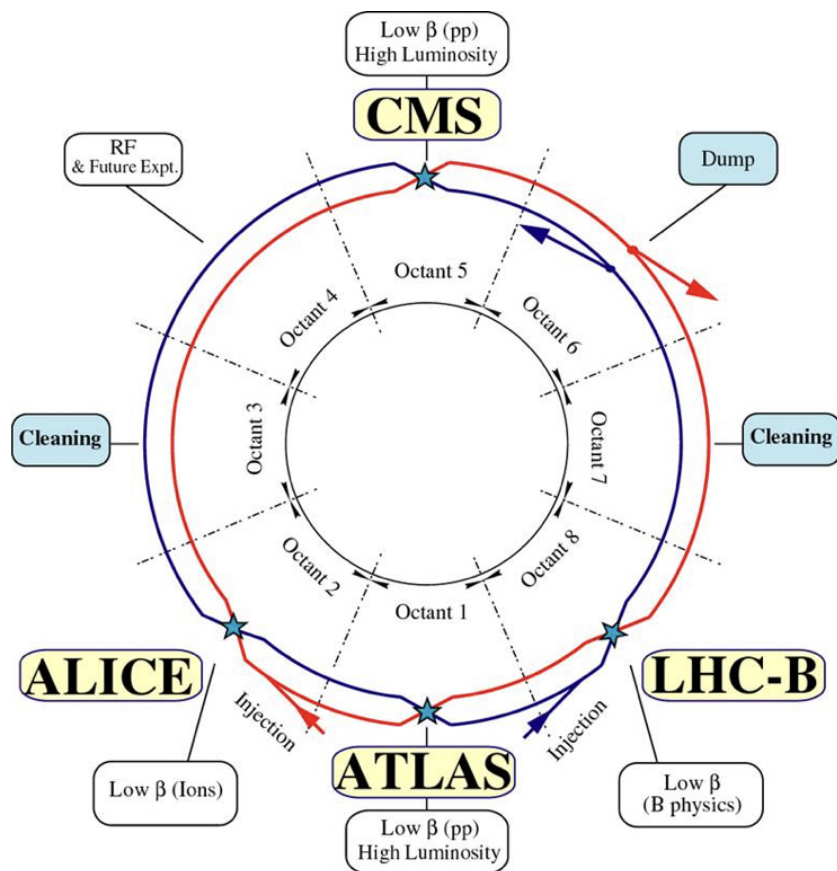 Low β (pp)
High Luminosity
CMS
RF
& Future Expt.
Dump
Octant 5
Octant 4
Octant 6
Cleaning
Octant 3
Octant 7
Cleaning
Octant 2
Octant 8
Octant 1
ALICE
LHC-B
Injection
Injection
ATLAS
Low β (Ions)
Low β
(B physics)
Low β (pp)
High Luminosity